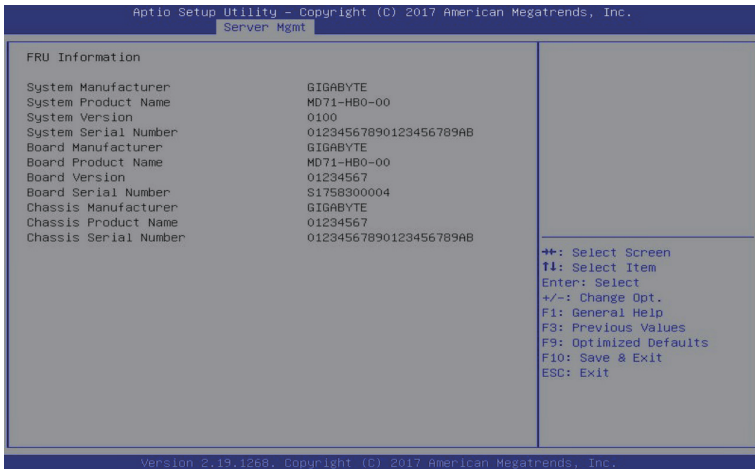 Aptio Setup Utility – Copyright (C) 2017 American Megatrends, Inc.
Server Mgmt
FRU Information
System Manufacturer GIGABYTE
System Product Name MD71-HB0-00
System Version 0100
System Serial Number 01234567890123456789AB
Board Manufacturer GIGABYTE
Board Product Name MD71-HB0-00
Board Version 01234567
Board Serial Number S1758300004
Chassis Manufacturer GIGABYTE
Chassis Product Name 01234567
Chassis Serial Number 01234567890123456789AB
→←: Select Screen
↑↓: Select Item
Enter: Select
+/-: Change Opt.
F1: General Help
F3: Previous Values
F9: Optimized Defaults
F10: Save & Exit
ESC: Exit
Version 2.19.1268. Copyright (C) 2017 American Megatrends, Inc.